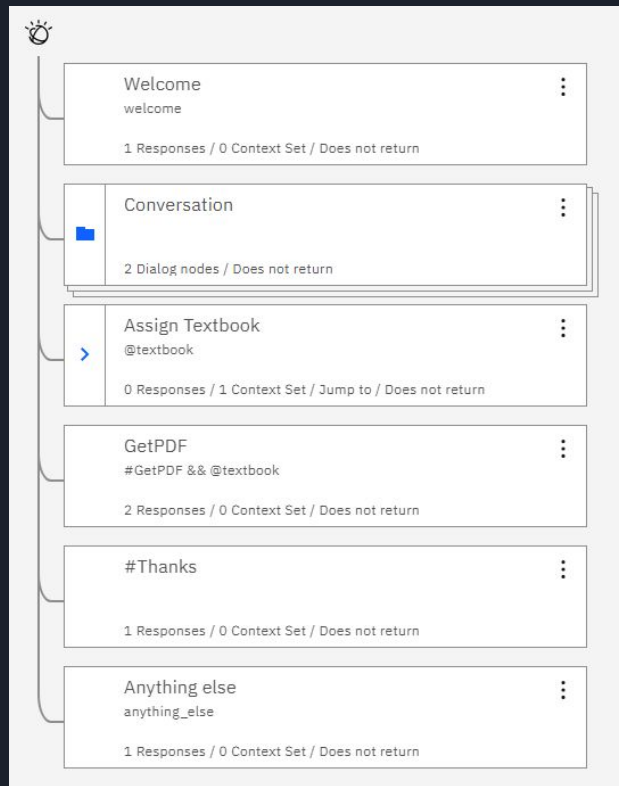 Welcome
welcome
1 Responses / 0 Context Set / Does not return
Conversation
2 Dialog nodes / Does not return
Assign Textbook
@textbook
0 Responses / 1 Context Set / Jump to / Does not return
GetPDF
#GetPDF && @textbook
2 Responses / 0 Context Set / Does not return
#Thanks
1 Responses / 0 Context Set / Does not return
Anything else
anything_else
1 Responses / 0 Context Set / Does not return